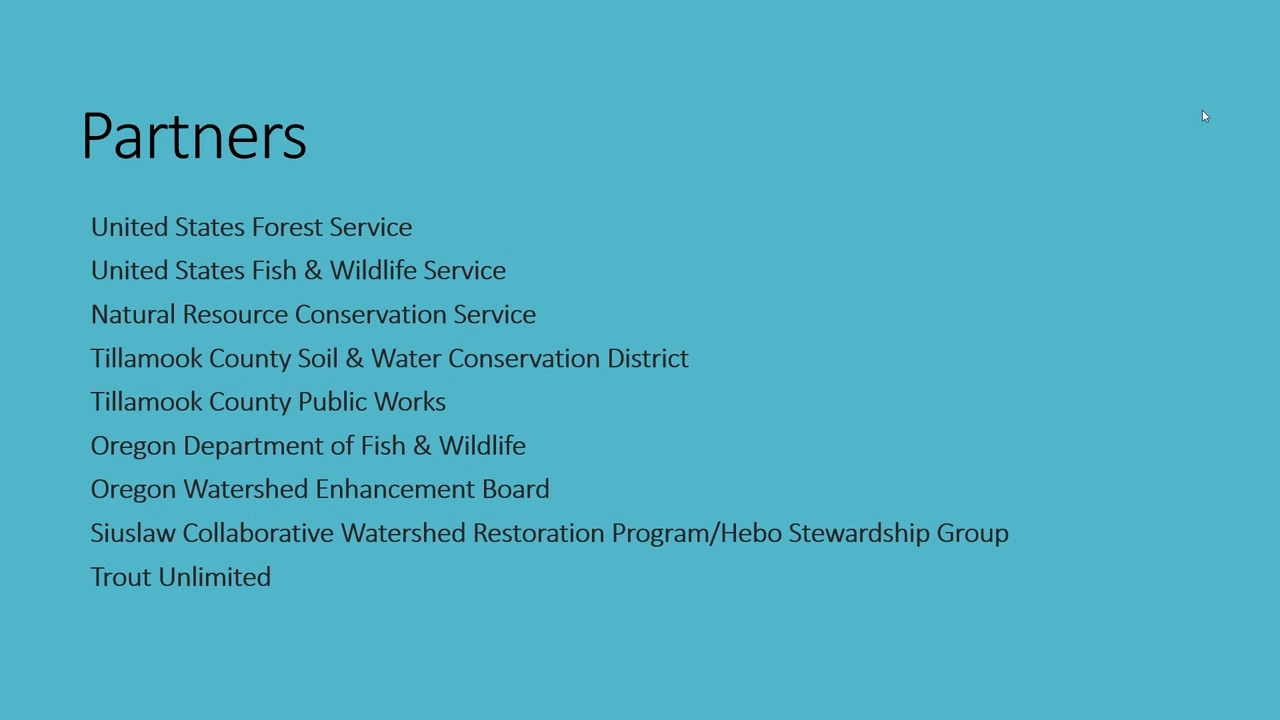 Partners
United States Forest Service
United States Fish & Wildlife Service
Natural Resource Conservation Service
Tillamook County Soil & Water Conservation District
Tillamook County Public Works
Oregon Department of Fish & Wildlife
Oregon Watershed Enhancement Board
Siuslaw Collaborative Watershed Restoration Program/Hebo Stewardship Group
Trout Unlimited